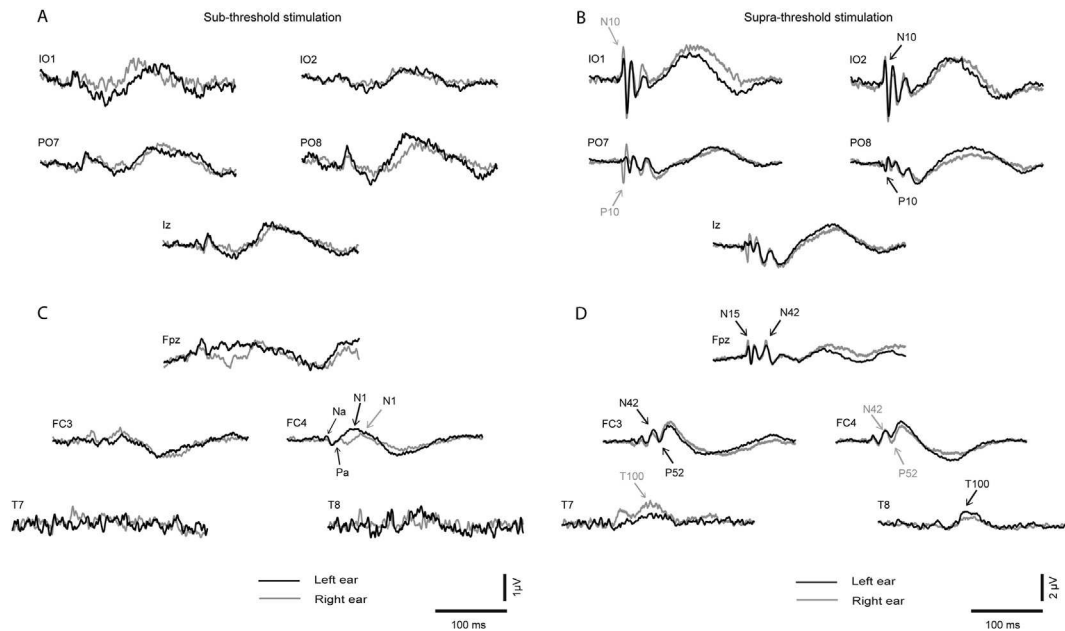 A
Sub-threshold stimulation
IO1
IO2
PO7
PO8
Iz
B
Supra-threshold stimulation
N10
IO1
N10
IO2
PO7
P10
PO8
P10
Iz
C
Fpz
FC3
FC4
Na
N1
N1
Pa
T7
T8
Left ear
Right ear
1µV
100 ms
D
N15
N42
Fpz
N42
FC3
P52
N42
FC4
P52
T100
T7
T100
T8
Left ear
Right ear
2 µV
100 ms